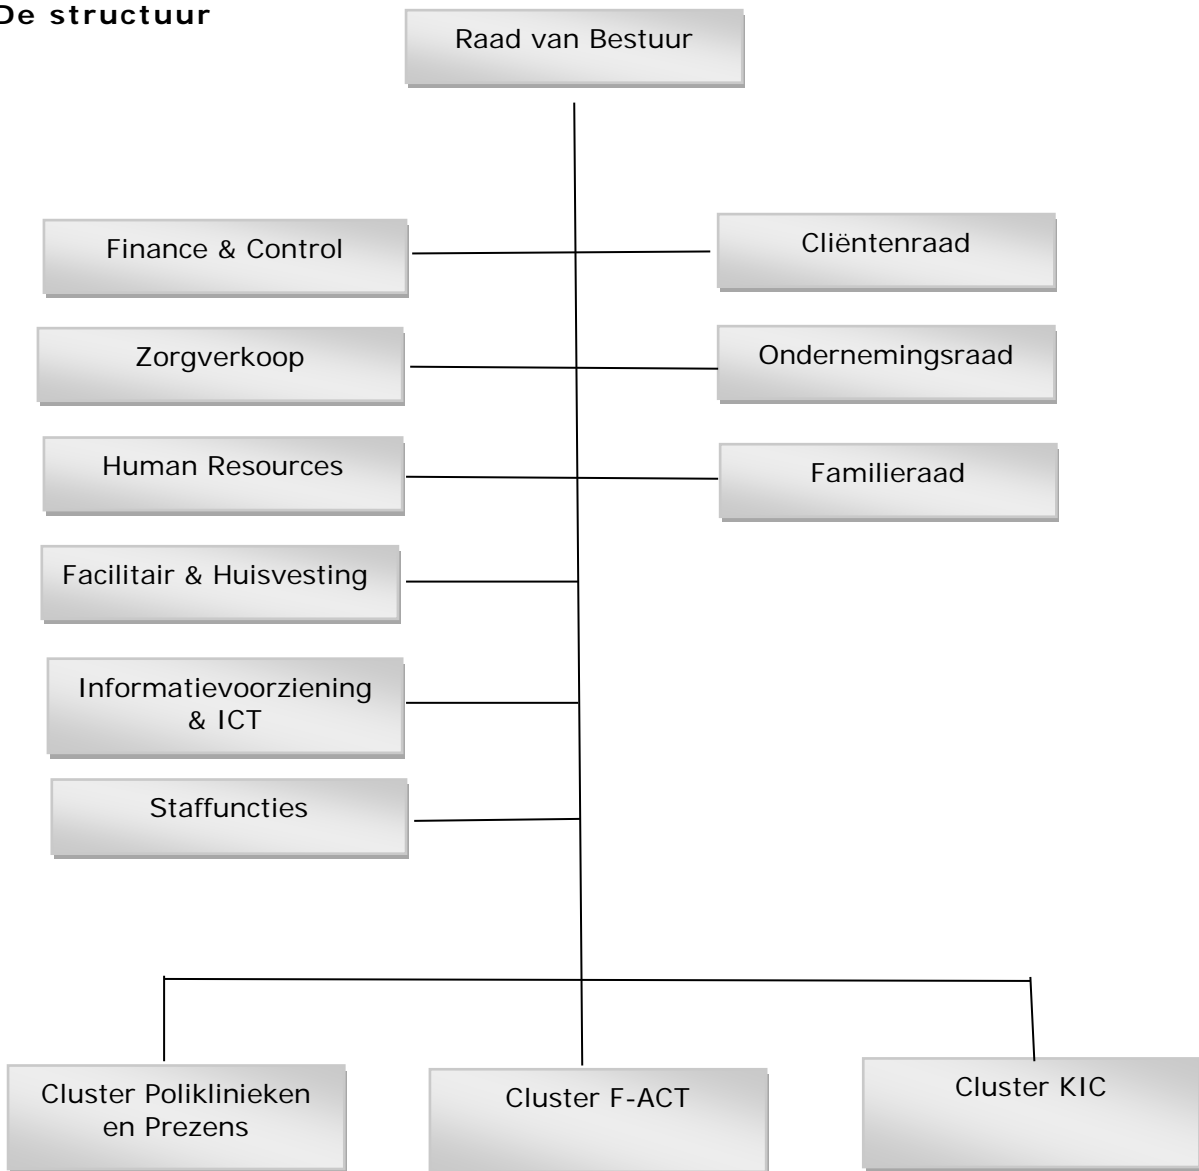 De structuur
Raad van Bestuur
Finance & Control
Cliëntenraad
Zorgverkoop
Ondernemingsraad
Human Resources
Familieraad
Facilitair & Huisvesting
Informatievoorziening
& ICT
Staffuncties
Cluster Poliklinieken
en Prezens
Cluster F-ACT
Cluster KIC